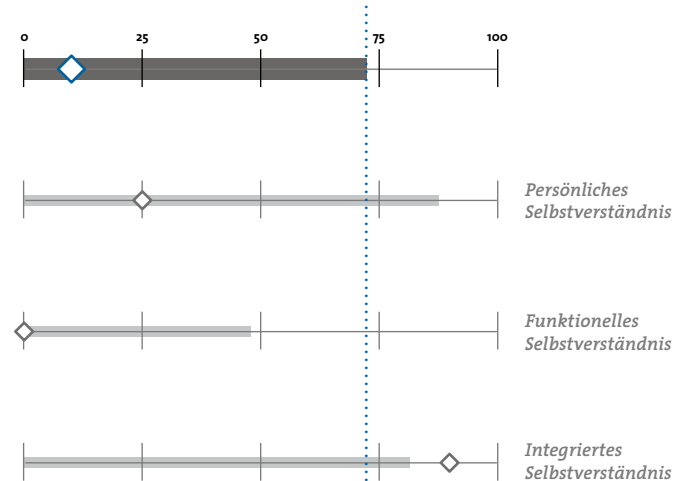 0 25 50 75 100
Persönliches
Selbstverständnis
Funktionelles
Selbstverständnis
Integriertes
Selbstverständnis